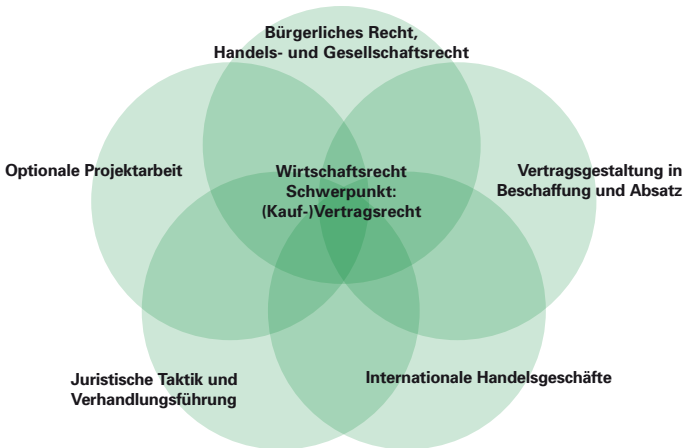 Bürgerliches Recht,
Handels- und Gesellschaftsrecht
Optionale Projektarbeit
Wirtschaftsrecht
Schwerpunkt:
(Kauf-)Vertragsrecht
Vertragsgestaltung in
Beschaffung und Absatz
Juristische Taktik und
Verhandlungsführung
Internationale Handelsgeschäfte